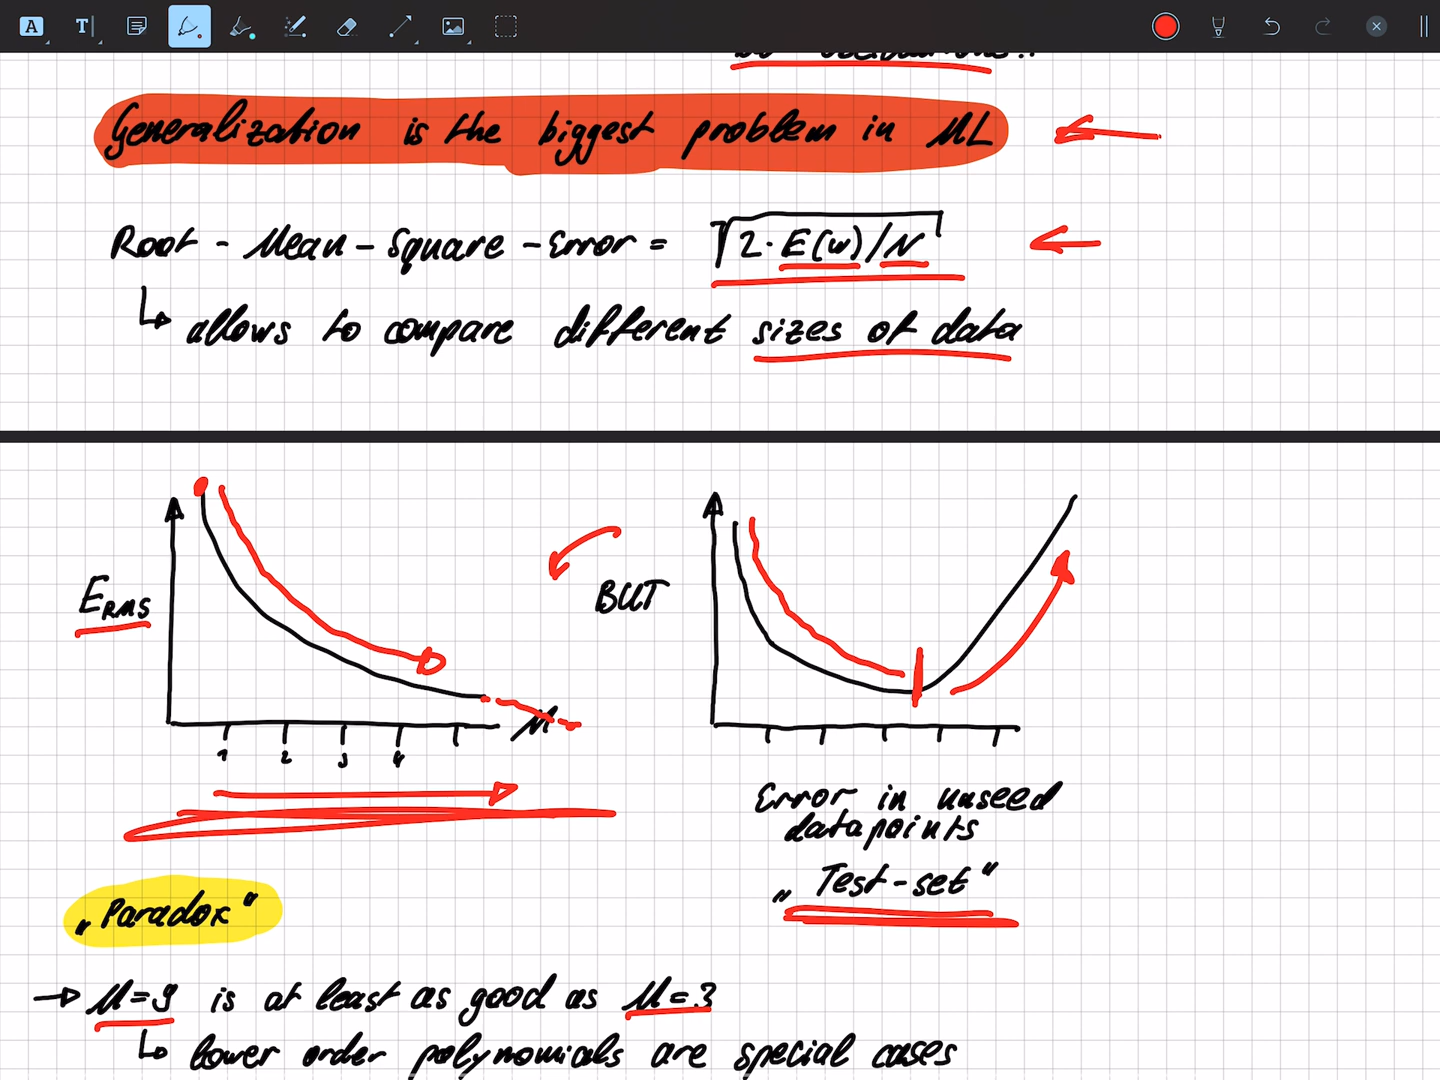 Generalization is the biggest problem in ML
Root-Mean-Square-Error = √2·E(w)/N
↳ allows to compare different sizes of data
E_RMS
BUT
M
1 2 3 4
Error in unseed
datapoints
„Test-set"
„Paradox"
→ M=9 is at least as good as M=3
↳ lower order polynomials are special cases